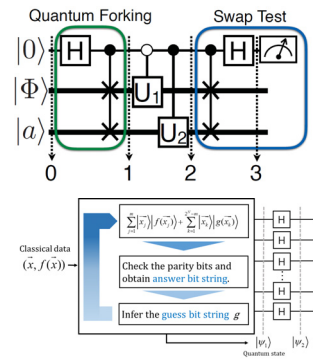 Quantum Forking Swap Test
|0⟩ H H
|Φ⟩ U₁
|a⟩ U₂
0 1 2 3
H
H
H
H
H
Classical data
(x⃗, f(x⃗))
Check the parity bits and
obtain answer bit string.
Infer the guess bit string g
|ψ₁⟩ |ψ₂⟩
Quantum state